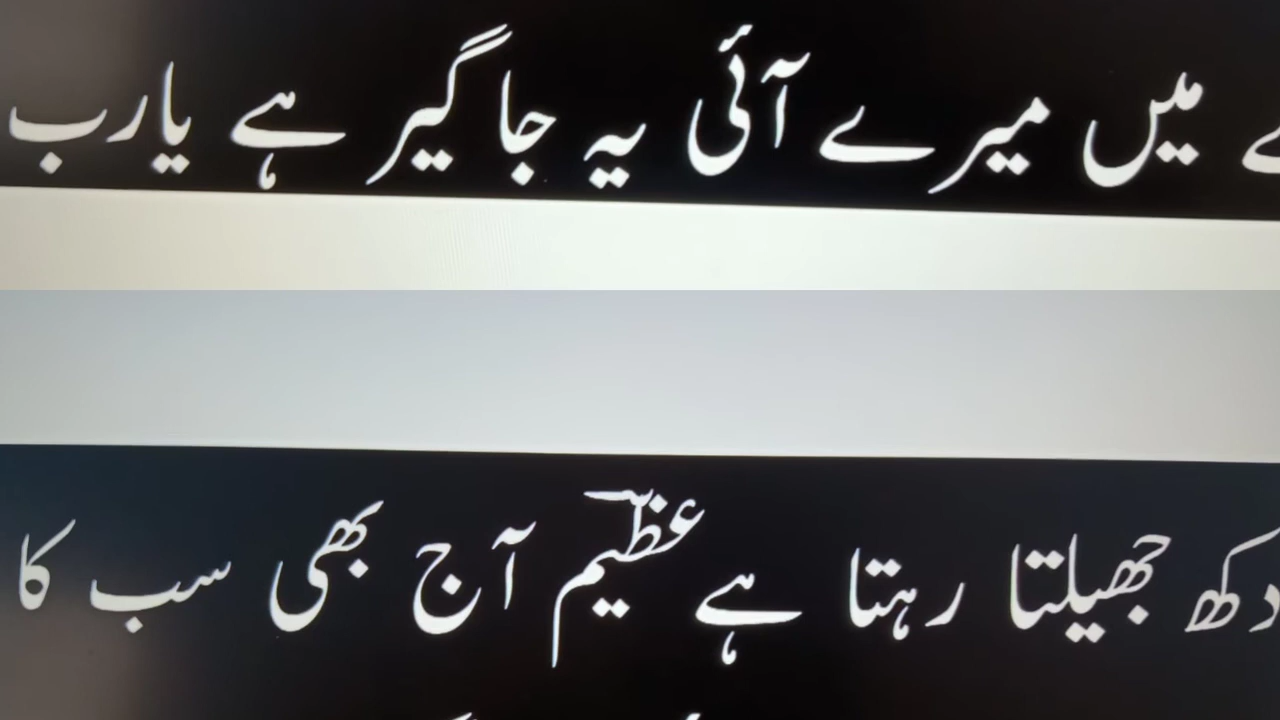 میں میرے آئی یہ جاگیر ہے یارب
دکھ جھیلتا رہتا ہے عظیمؔ آج بھی سب کا